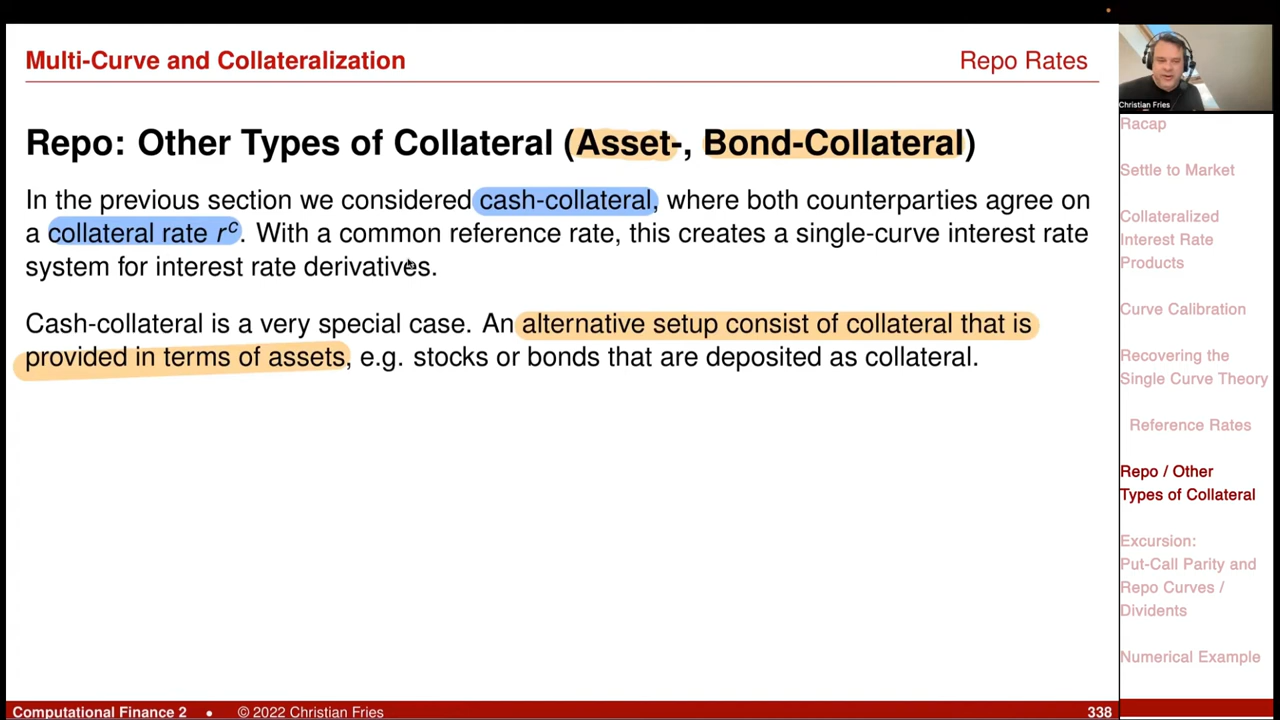 Multi-Curve and Collateralization
Repo Rates
Christian Fries
Repo: Other Types of Collateral (Asset-, Bond-Collateral)
In the previous section we considered cash-collateral, where both counterparties agree on
a collateral rate r^c. With a common reference rate, this creates a single-curve interest rate
system for interest rate derivatives.
Cash-collateral is a very special case. An alternative setup consist of collateral that is
provided in terms of assets, e.g. stocks or bonds that are deposited as collateral.
Racap
Settle to Market
Collateralized
Interest Rate
Products
Curve Calibration
Recovering the
Single Curve Theory
Reference Rates
Repo / Other
Types of Collateral
Excursion:
Put-Call Parity and
Repo Curves /
Dividents
Numerical Example
Computational Finance 2 • © 2022 Christian Fries
338